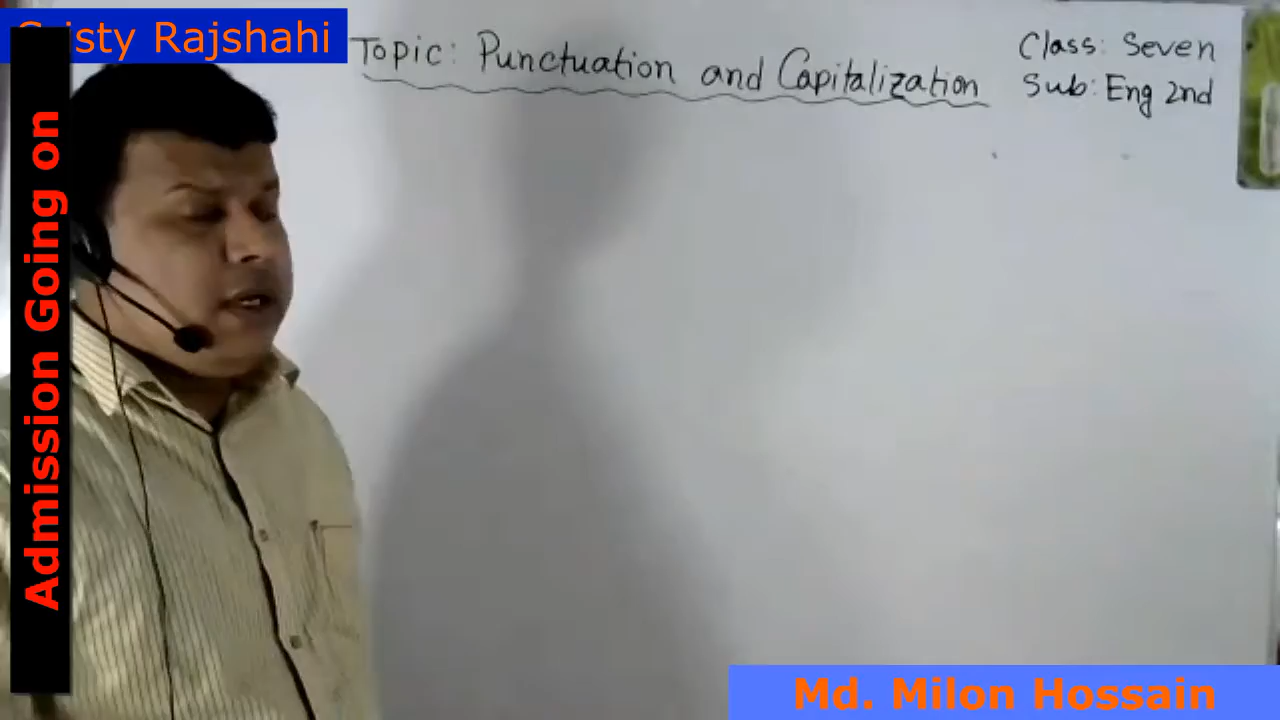 isty Rajshahi
Topic: Punctuation and Capitalization
Class: Seven
Sub: Eng 2nd
Admission Going on
Md. Milon Hossain